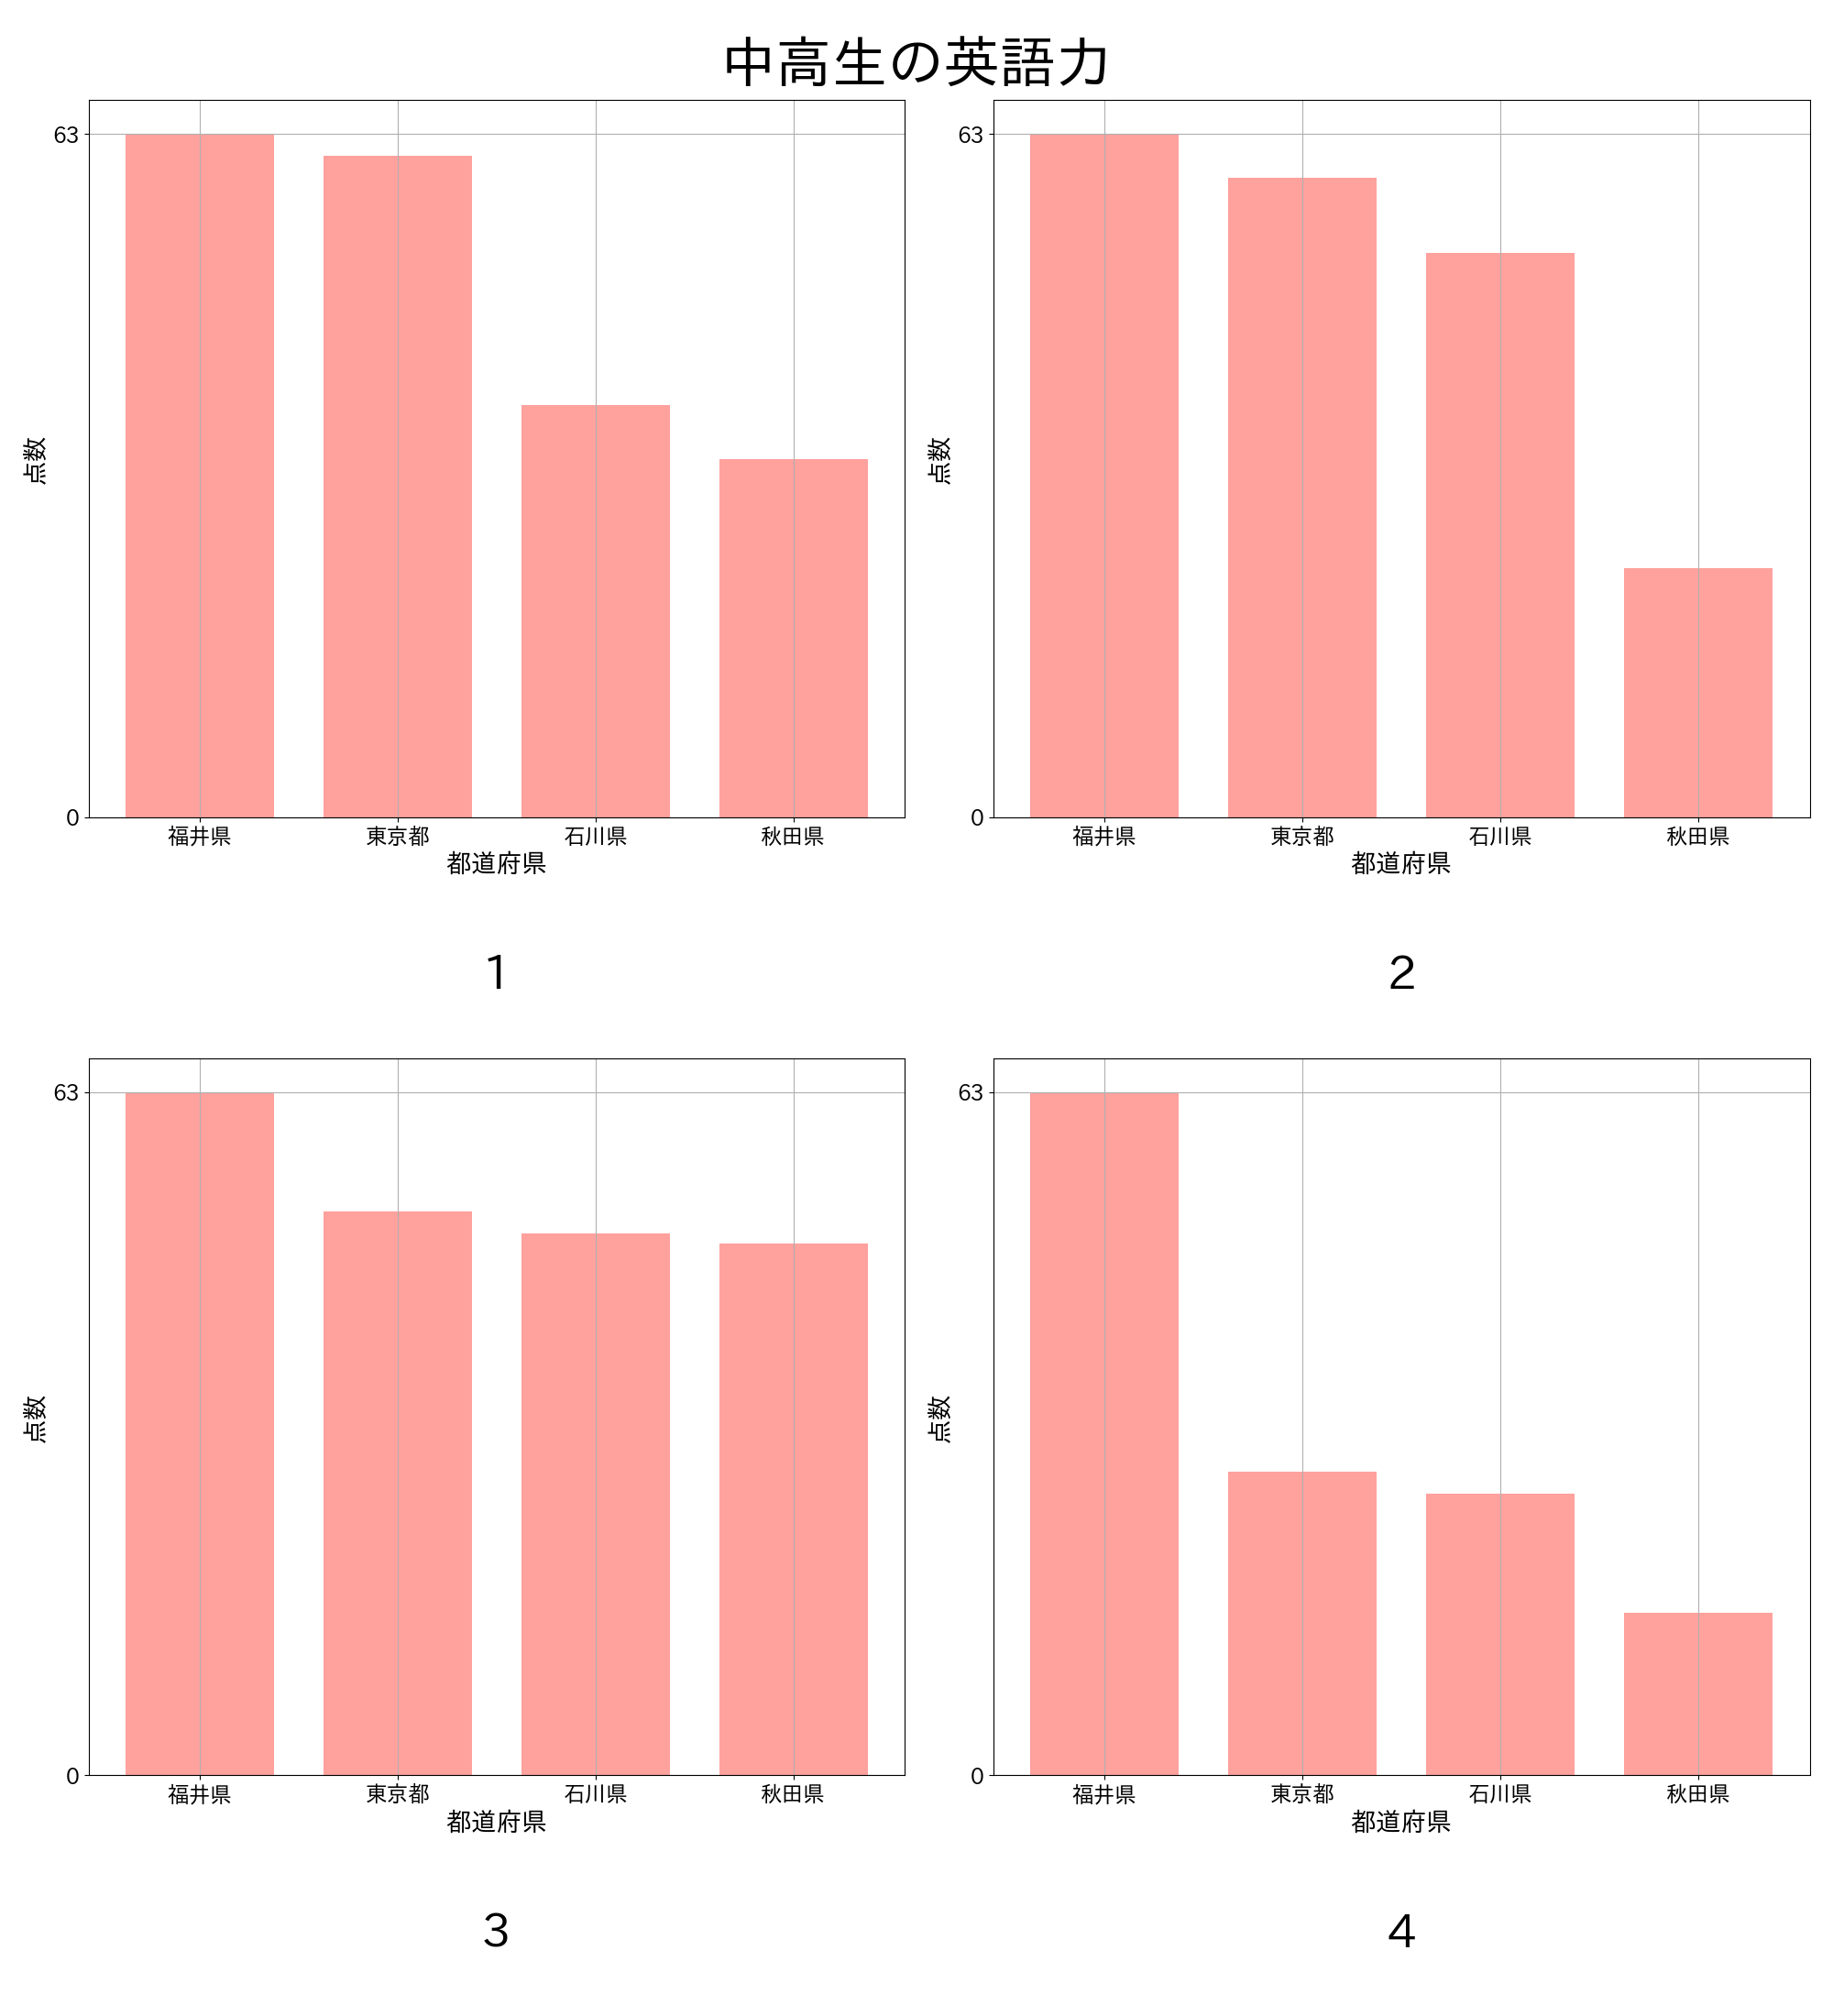 中高生の英語力
63
0
点数
福井県 東京都 石川県 秋田県
都道府県
1
63
0
点数
福井県 東京都 石川県 秋田県
都道府県
2
63
0
点数
福井県 東京都 石川県 秋田県
都道府県
3
63
0
点数
福井県 東京都 石川県 秋田県
都道府県
4